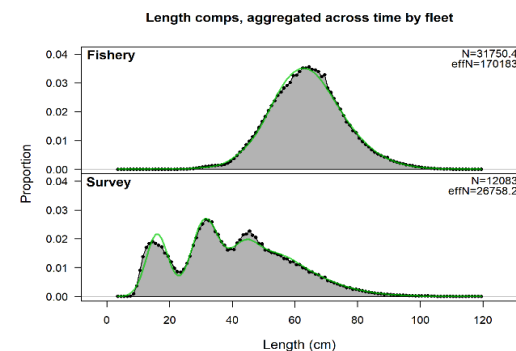 Length comps, aggregated across time by fleet
Fishery
N=31750.4
effN=170183
0.04
0.03
0.02
0.01
0.00
Survey
N=12083
effN=26758.2
0.04
0.03
0.02
0.01
0.00
Proportion
0 20 40 60 80 100 120
Length (cm)